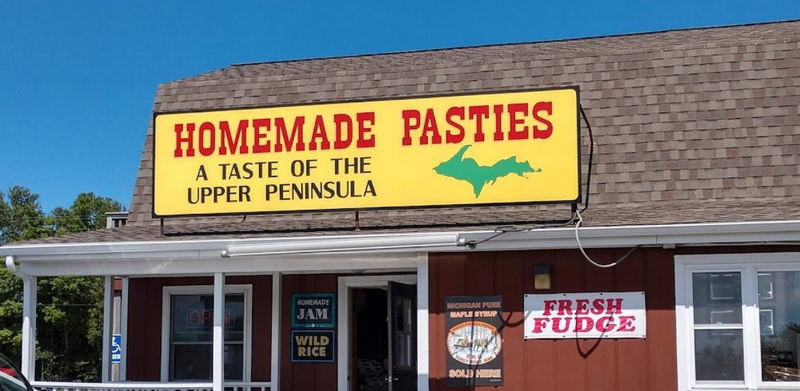 HOMEMADE PASTIES
A TASTE OF THE
UPPER PENINSULA
OPEN
HOMEMADE
JAM
WILD
RICE
MICHIGAN PURE
MAPLE SYRUP
SOLD HERE
FRESH
FUDGE